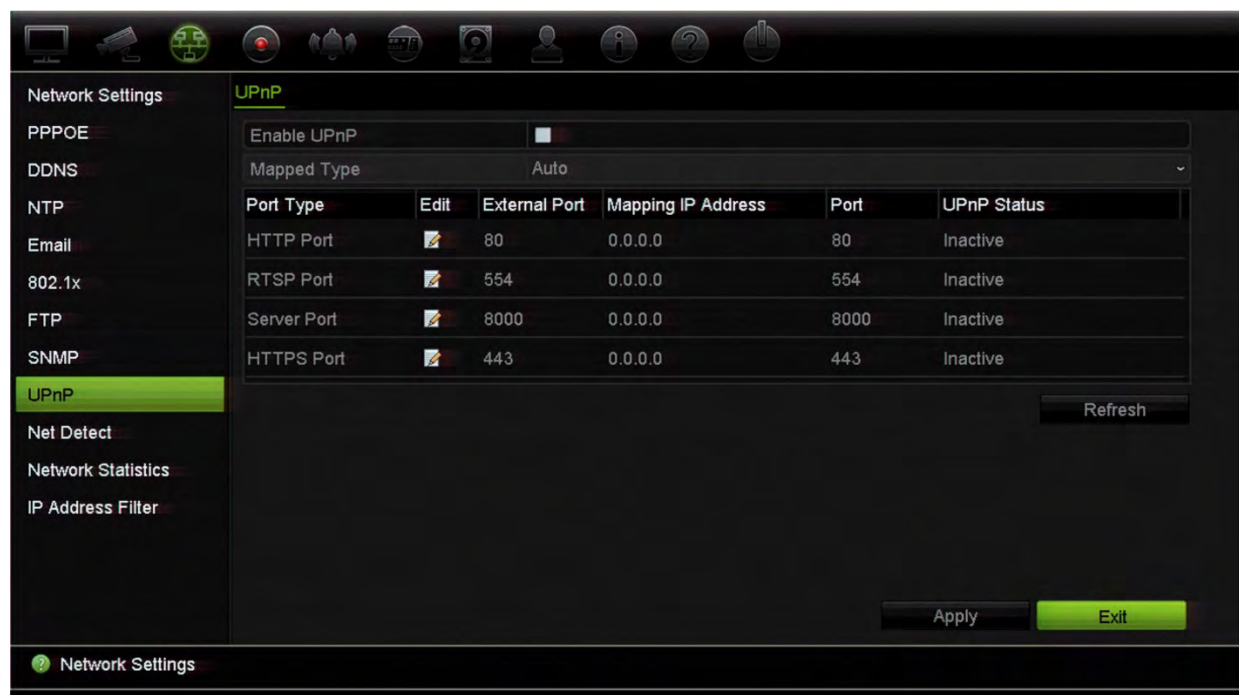 Network Settings
PPPOE
DDNS
NTP
Email
802.1x
FTP
SNMP
UPnP
Net Detect
Network Statistics
IP Address Filter
UPnP
Enable UPnP
Mapped Type Auto
Port Type Edit External Port Mapping IP Address Port UPnP Status
HTTP Port 80 0.0.0.0 80 Inactive
RTSP Port 554 0.0.0.0 554 Inactive
Server Port 8000 0.0.0.0 8000 Inactive
HTTPS Port 443 0.0.0.0 443 Inactive
Refresh
Apply Exit
Network Settings